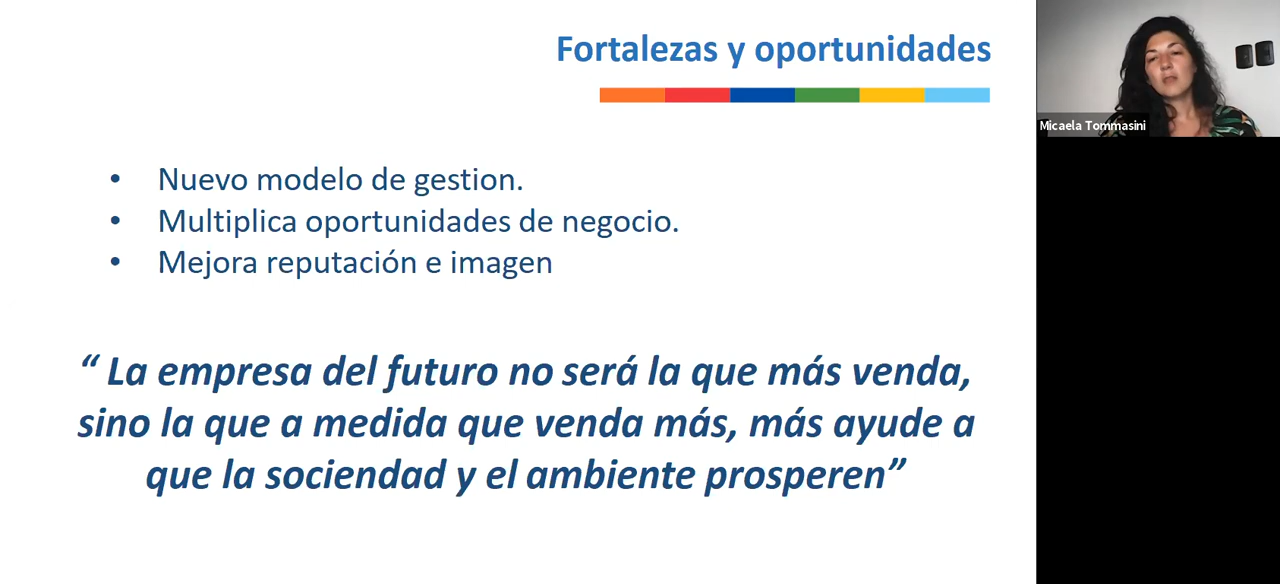 Fortalezas y oportunidades
Micaela Tommasini
• Nuevo modelo de gestion.
• Multiplica oportunidades de negocio.
• Mejora reputación e imagen
“ La empresa del futuro no será la que más venda,
sino la que a medida que venda más, más ayude a
que la sociendad y el ambiente prosperen”